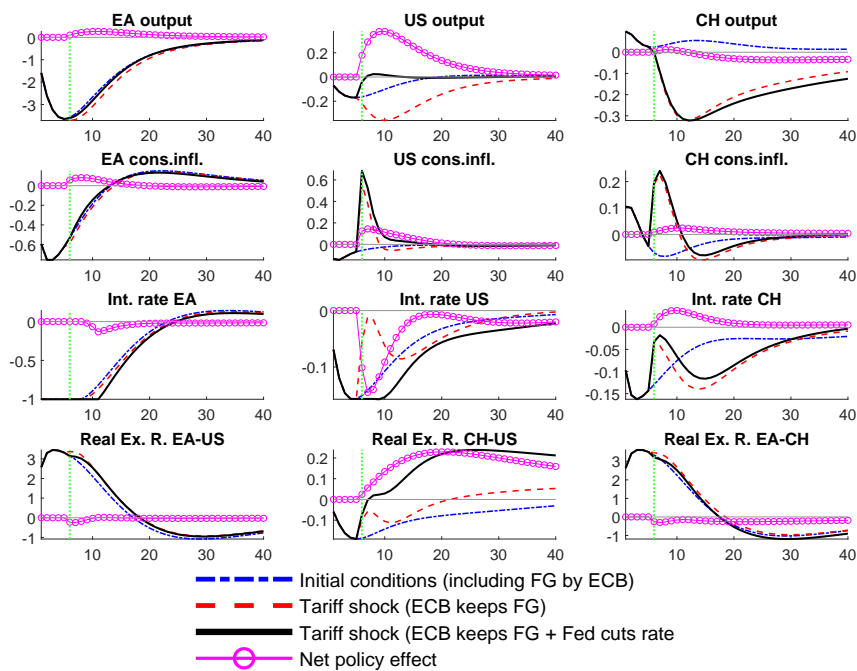 EA output
US output
CH output
0
-1
-2
-3
10 20 30 40
0.2
0
-0.2
10 20 30 40
0
-0.1
-0.2
-0.3
10 20 30 40
EA cons.infl.
US cons.infl.
CH cons.infl.
0
-0.2
-0.4
-0.6
10 20 30 40
0.6
0.4
0.2
0
10 20 30 40
0.2
0.1
0
10 20 30 40
Int. rate EA
Int. rate US
Int. rate CH
0
-0.5
-1
10 20 30 40
-0.1
10 20 30 40
0
-0.05
-0.1
-0.15
10 20 30 40
Real Ex. R. EA-US
Real Ex. R. CH-US
Real Ex. R. EA-CH
3
2
1
0
-1
10 20 30 40
0.2
0
-0.1
10 20 30 40
3
2
1
0
-1
10 20 30 40
Initial conditions (including FG by ECB)
Tariff shock (ECB keeps FG)
Tariff shock (ECB keeps FG + Fed cuts rate
Net policy effect